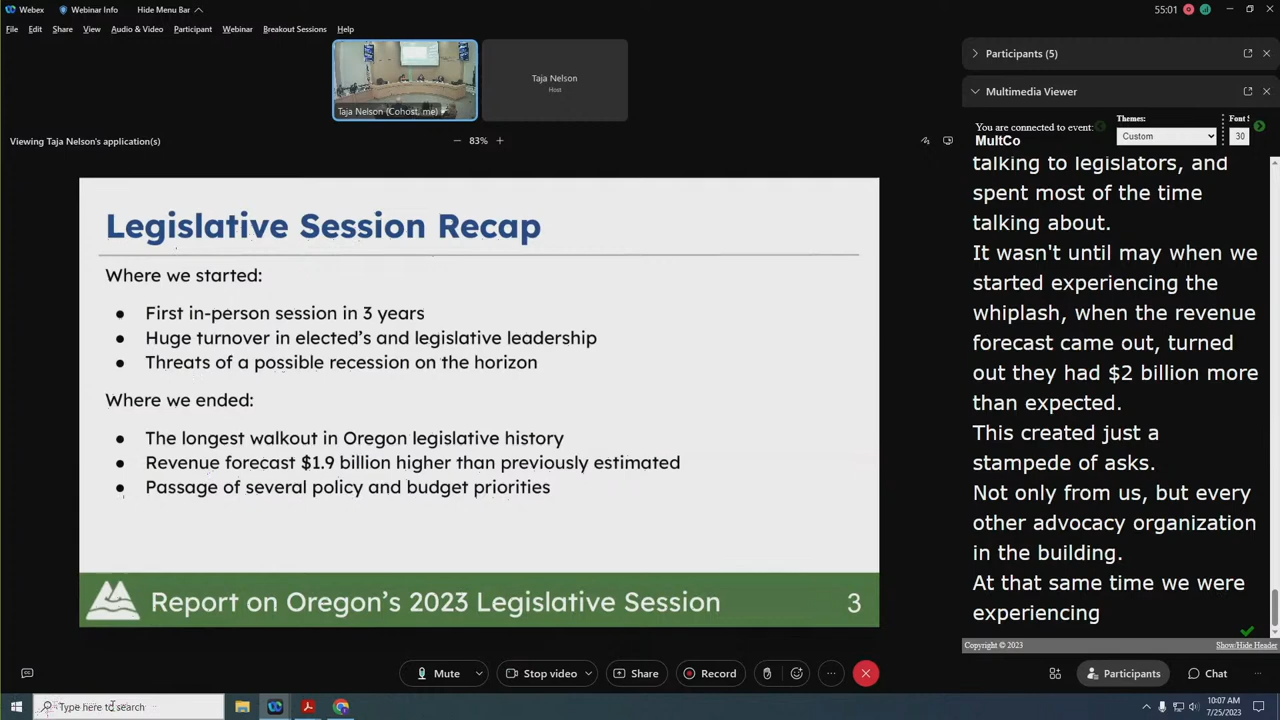 Webex
Webinar Info
Hide Menu Bar
55:01
File Edit Share View Audio & Video Participant Webinar Breakout Sessions Help
Taja Nelson (Cohost, me)
Taja Nelson
Host
Viewing Taja Nelson's application(s)
83%
Legislative Session Recap
Where we started:
● First in-person session in 3 years
● Huge turnover in elected's and legislative leadership
● Threats of a possible recession on the horizon
Where we ended:
● The longest walkout in Oregon legislative history
● Revenue forecast $1.9 billion higher than previously estimated
● Passage of several policy and budget priorities
Report on Oregon's 2023 Legislative Session
3
Participants (5)
Multimedia Viewer
You are connected to event:
MultCo
Themes:
Custom
Font S
30
talking to legislators, and
spent most of the time
talking about.
It wasn't until may when we
started experiencing the
whiplash, when the revenue
forecast came out, turned
out they had $2 billion more
than expected.
This created just a
stampede of asks.
Not only from us, but every
other advocacy organization
in the building.
At that same time we were
experiencing
Copyright © 2023
Show/Hide Header
Mute
Stop video
Share
Record
Participants
Chat
Type here to search
10:07 AM
7/25/2023